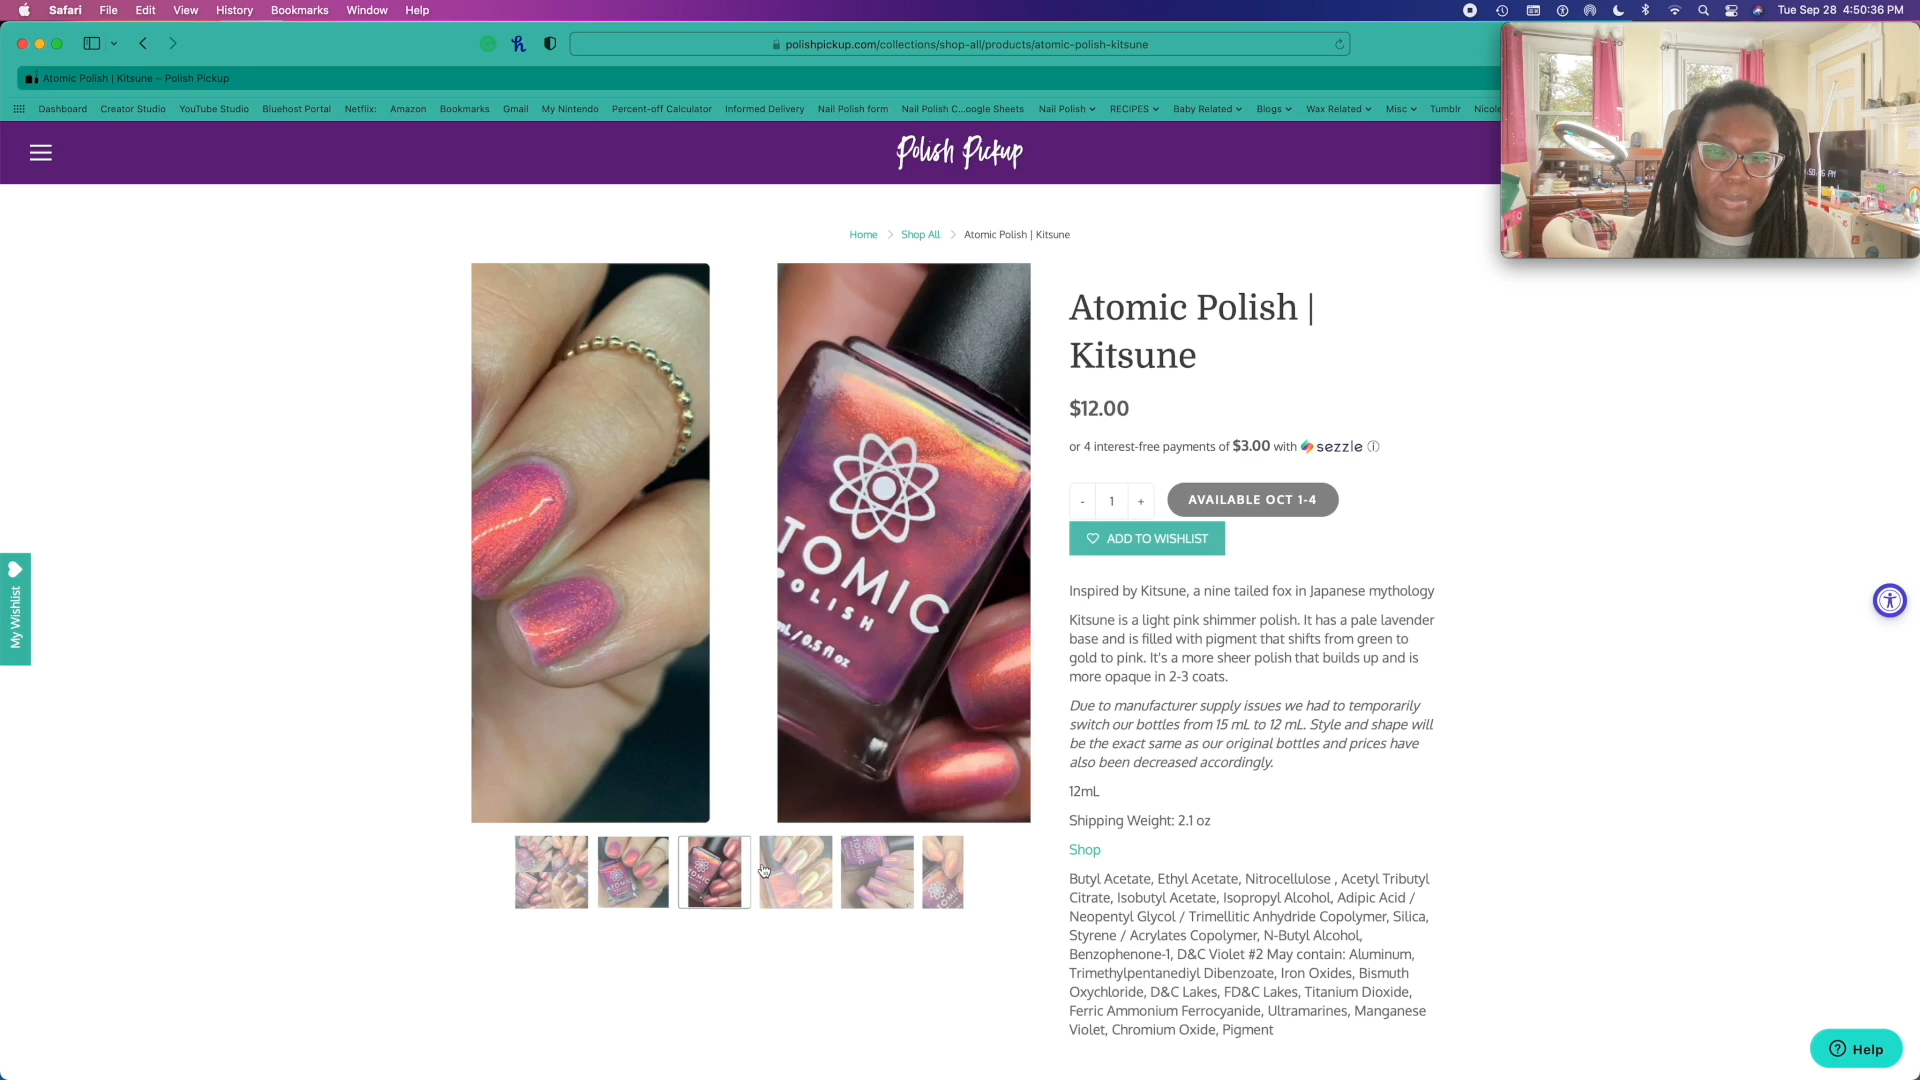 Safari File Edit View History Bookmarks Window Help Tue Sep 28 4:50:36 PM
polishpickup.com/collections/shop-all/products/atomic-polish-kitsune
Atomic Polish | Kitsune – Polish Pickup
Dashboard Creator Studio YouTube Studio Bluehost Portal Netflix: Amazon Bookmarks Gmail My Nintendo Percent-off Calculator Informed Delivery Nail Polish form Nail Polish C...oogle Sheets Nail Polish RECIPES Baby Related Blogs Wax Related Misc Tumblr Nicole
Polish Pickup
Home > Shop All > Atomic Polish | Kitsune
Atomic Polish |
Kitsune
$12.00
or 4 interest-free payments of $3.00 with sezzle
- 1 + AVAILABLE OCT 1-4
ADD TO WISHLIST
TOMIC
POLISH
mL/0.5 fl oz
My Wishlist
Inspired by Kitsune, a nine tailed fox in Japanese mythology
Kitsune is a light pink shimmer polish. It has a pale lavender
base and is filled with pigment that shifts from green to
gold to pink. It's a more sheer polish that builds up and is
more opaque in 2-3 coats.
Due to manufacturer supply issues we had to temporarily
switch our bottles from 15 mL to 12 mL. Style and shape will
be the exact same as our original bottles and prices have
also been decreased accordingly.
12mL
Shipping Weight: 2.1 oz
Shop
Butyl Acetate, Ethyl Acetate, Nitrocellulose , Acetyl Tributyl
Citrate, Isobutyl Acetate, Isopropyl Alcohol, Adipic Acid /
Neopentyl Glycol / Trimellitic Anhydride Copolymer, Silica,
Styrene / Acrylates Copolymer, N-Butyl Alcohol,
Benzophenone-1, D&C Violet #2 May contain: Aluminum,
Trimethylpentanediyl Dibenzoate, Iron Oxides, Bismuth
Oxychloride, D&C Lakes, FD&C Lakes, Titanium Dioxide,
Ferric Ammonium Ferrocyanide, Ultramarines, Manganese
Violet, Chromium Oxide, Pigment
Help